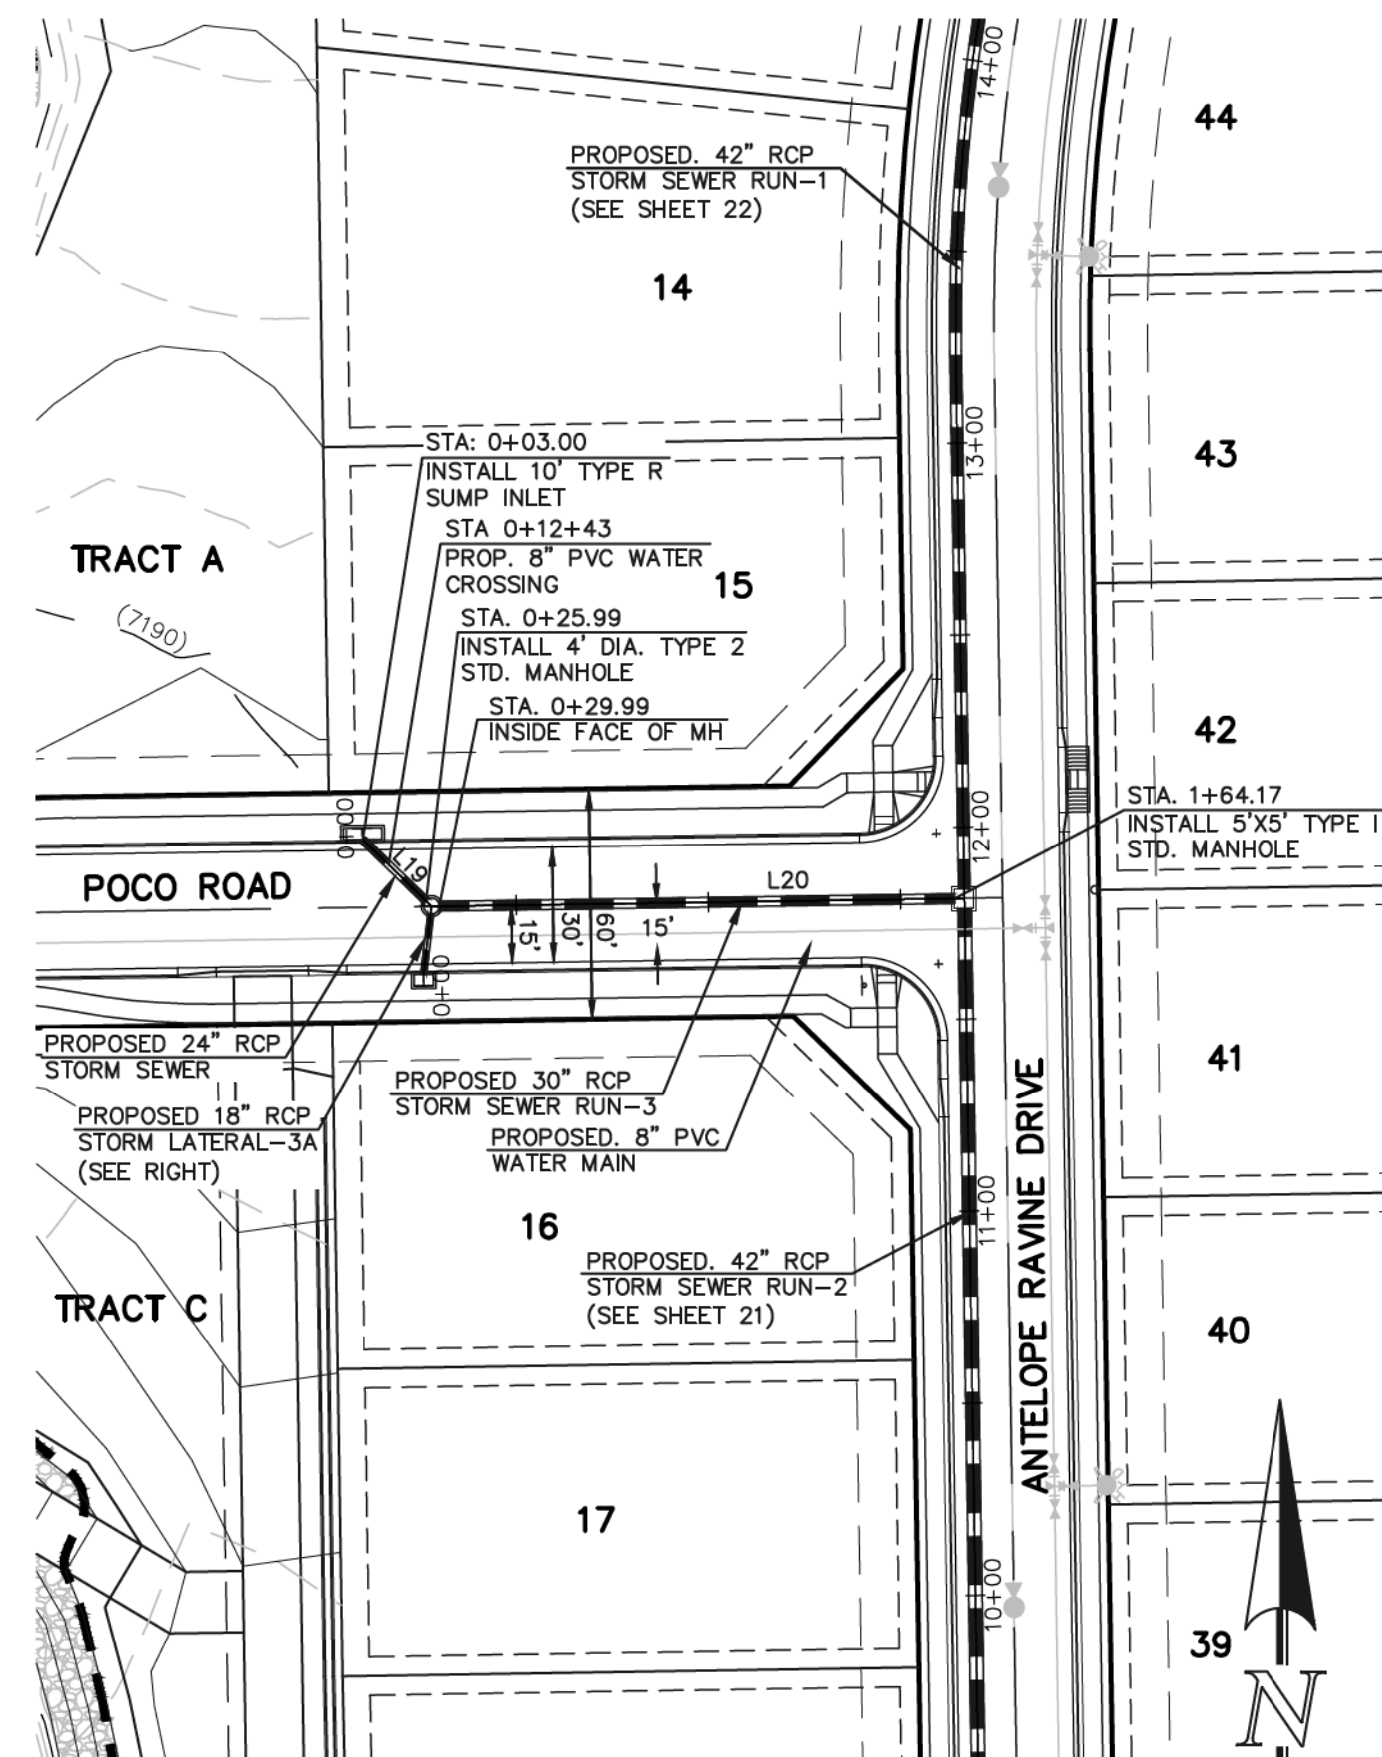 14+00
44
PROPOSED. 42" RCP
STORM SEWER RUN-1
(SEE SHEET 22)
14
43
13+00
STA: 0+03.00
INSTALL 10' TYPE R
SUMP INLET
STA 0+12+43
PROP. 8" PVC WATER
CROSSING
15
TRACT A
(7190)
STA. 0+25.99
INSTALL 4' DIA. TYPE 2
STD. MANHOLE
STA. 0+29.99
INSIDE FACE OF MH
42
12+00
STA. 1+64.17
INSTALL 5'X5' TYPE I
STD. MANHOLE
L19
L20
POCO ROAD
15'
30'
60'
15'
0+00
PROPOSED 24" RCP
STORM SEWER
PROPOSED 18" RCP
STORM LATERAL-3A
(SEE RIGHT)
PROPOSED 30" RCP
STORM SEWER RUN-3
PROPOSED. 8" PVC
WATER MAIN
41
11+00
16
PROPOSED. 42" RCP
STORM SEWER RUN-2
(SEE SHEET 21)
ANTELOPE RAVINE DRIVE
TRACT C
40
17
10+00
39
N